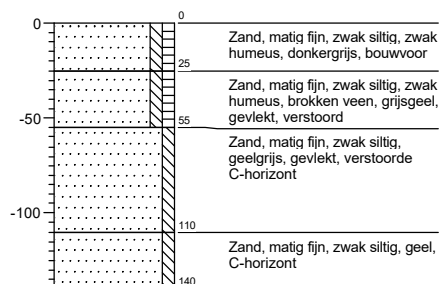 0
0
Zand, matig fijn, zwak siltig, zwak
humeus, donkergrijs, bouwvoor
25
Zand, matig fijn, zwak siltig, zwak
humeus, brokken veen, grijsgeel,
gevlekt, verstoord
-50
55
Zand, matig fijn, zwak siltig,
geelgrijs, gevlekt, verstoorde
C-horizont
-100
110
Zand, matig fijn, zwak siltig, geel,
C-horizont
140